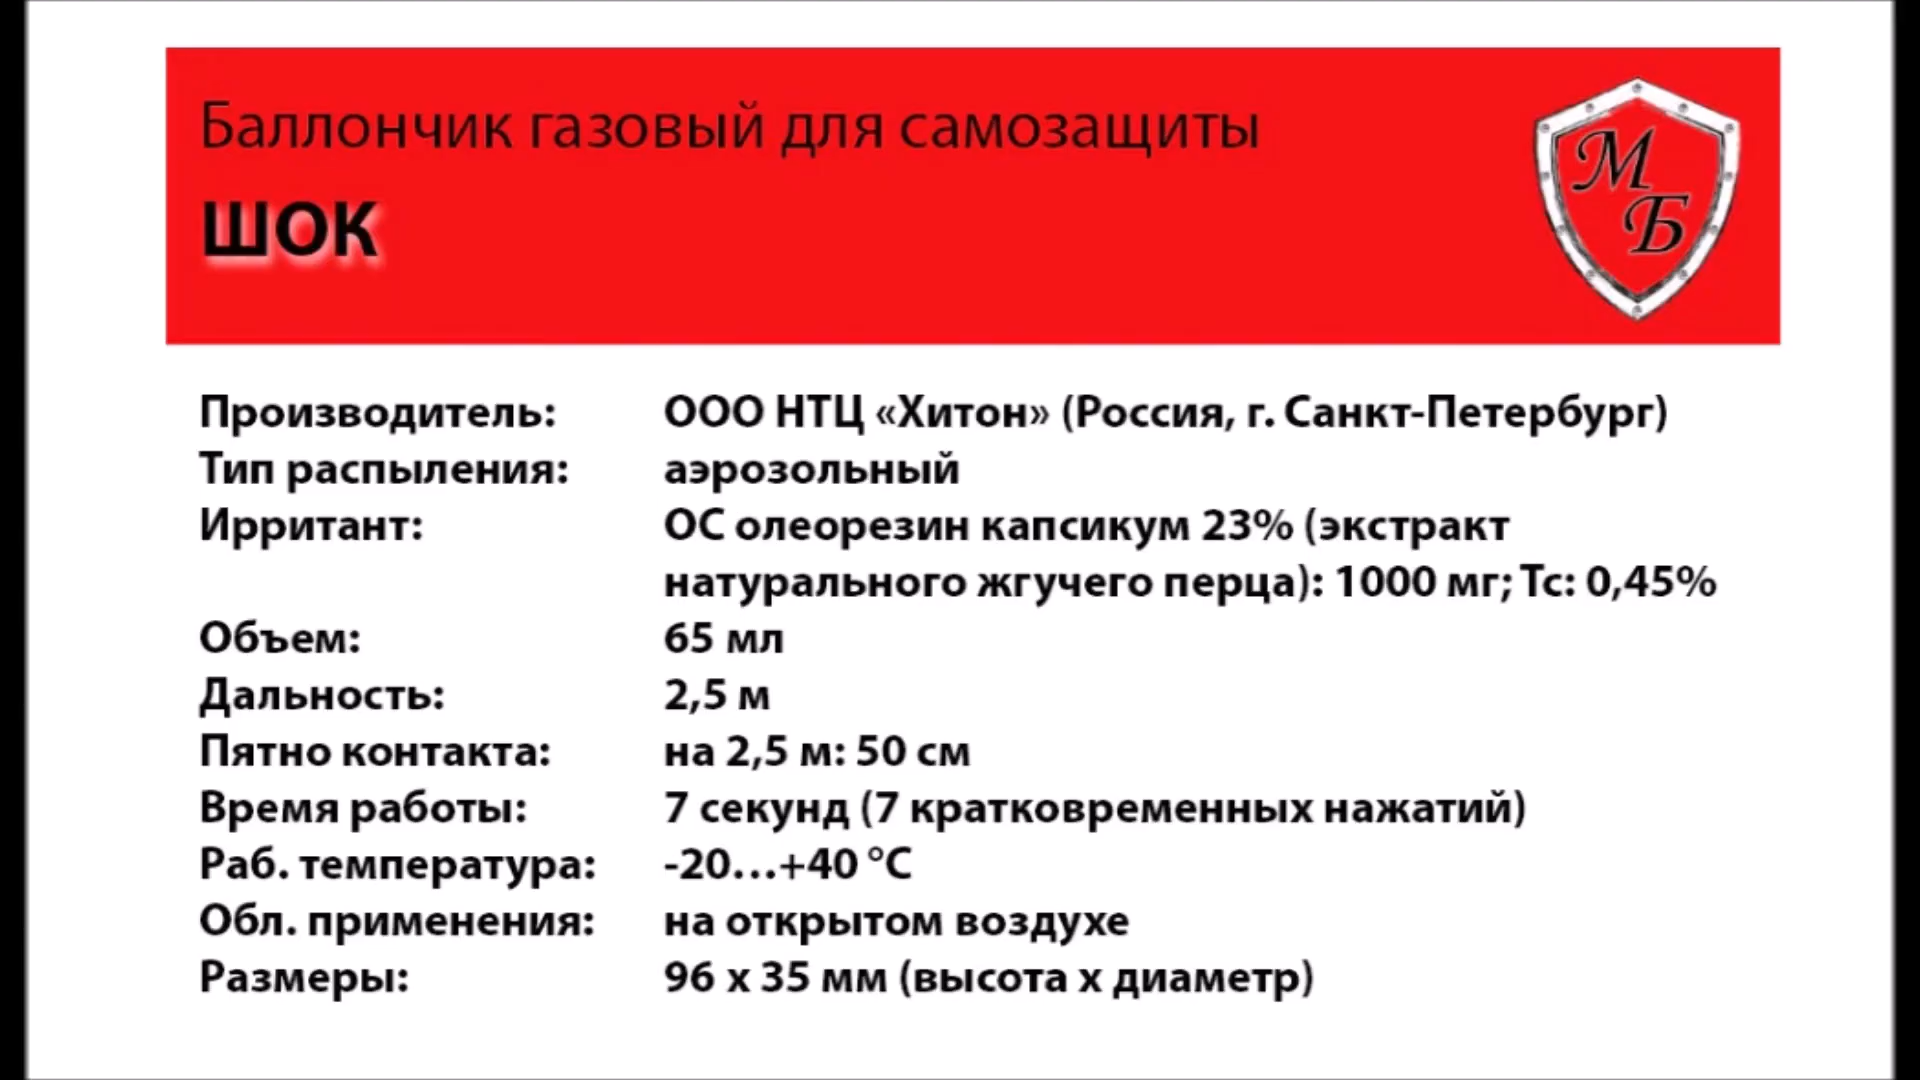 Баллончик газовый для самозащиты
ШОК
М
Б
Производитель: ООО НТЦ «Хитон» (Россия, г. Санкт-Петербург)
Тип распыления: аэрозольный
Ирритант: ОС олеорезин капсикум 23% (экстракт
натурального жгучего перца): 1000 мг; Тс: 0,45%
Объем: 65 мл
Дальность: 2,5 м
Пятно контакта: на 2,5 м: 50 см
Время работы: 7 секунд (7 кратковременных нажатий)
Раб. температура: -20…+40 °С
Обл. применения: на открытом воздухе
Размеры: 96 х 35 мм (высота х диаметр)